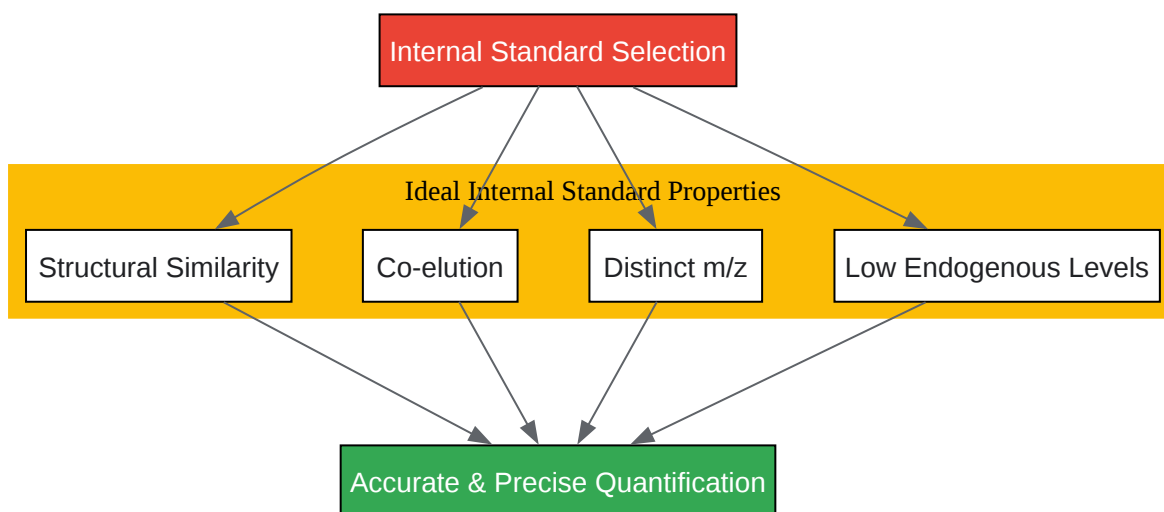 Internal Standard Selection
Ideal Internal Standard Properties
Structural Similarity
Co-elution
Distinct m/z
Low Endogenous Levels
Accurate & Precise Quantification